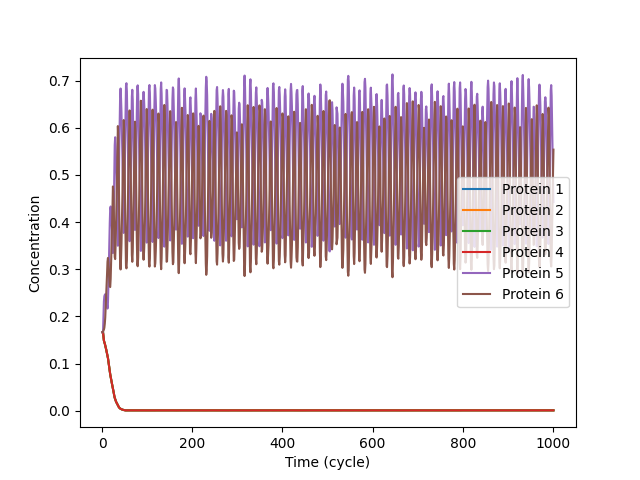 Concentration
0.7
0.6
0.5
0.4
0.3
0.2
0.1
0.0
Protein 1
Protein 2
Protein 3
Protein 4
Protein 5
Protein 6
0 200 400 600 800 1000
Time (cycle)